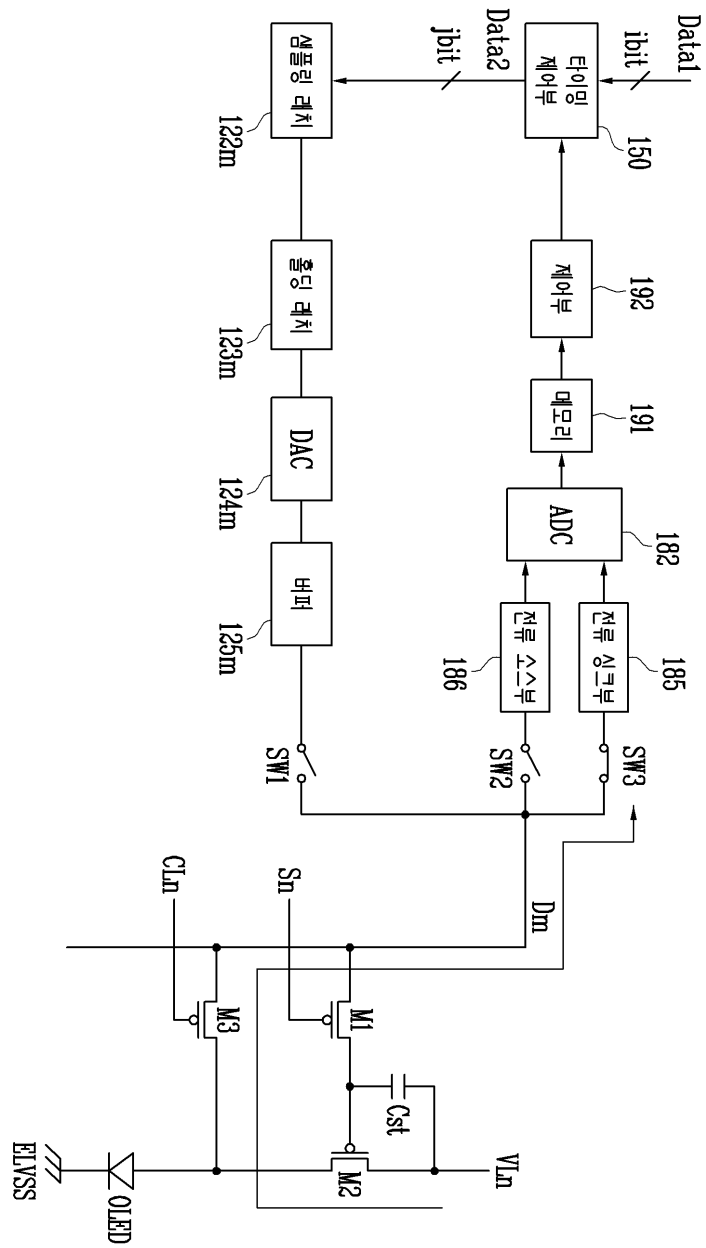 Data1
ibit
타이밍
제어부
150
Data2
jbit
샘플링 래치
122m
홀딩 래치
123m
DAC
124m
버퍼
125m
제어부
192
메모리
191
ADC
182
전류 싱크부
185
전류 소스부
186
SW3
SW2
SW1
Dm
Sn
CLn
M1
M3
Cst
M2
VLn
OLED
ELVSS